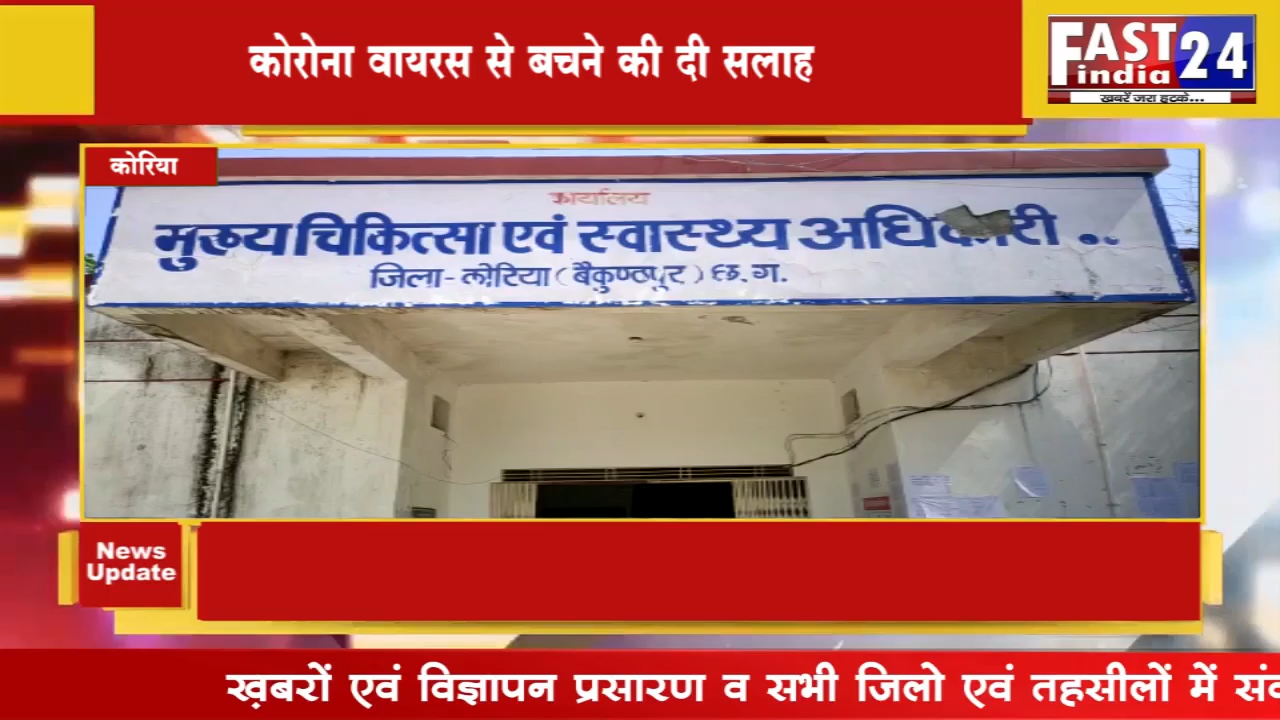 कोरोना वायरस से बचने की दी सलाह
FAST india 24
खबरें जरा हटके...
कोरिया
कार्यालय
मुख्य चिकित्सा एवं स्वास्थ्य अधिकारी
जिला- कोरिया (बैकुण्ठपुर) छ.ग.
News
Update
ख़बरों एवं विज्ञापन प्रसारण व सभी जिलो एवं तहसीलों में